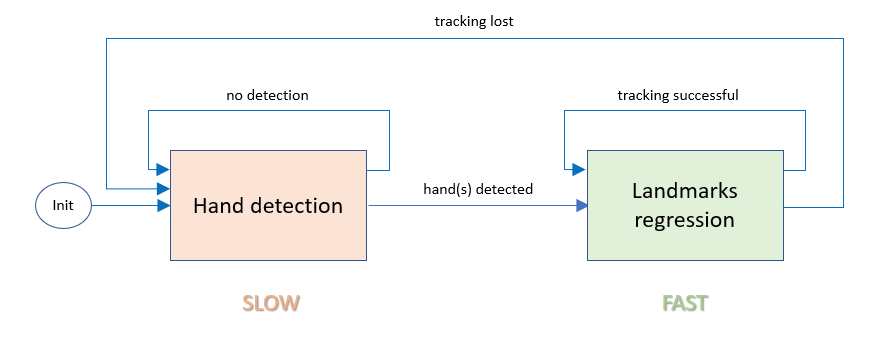 tracking lost
no detection
tracking successful
Init
Hand detection
hand(s) detected
Landmarks
regression
SLOW
FAST